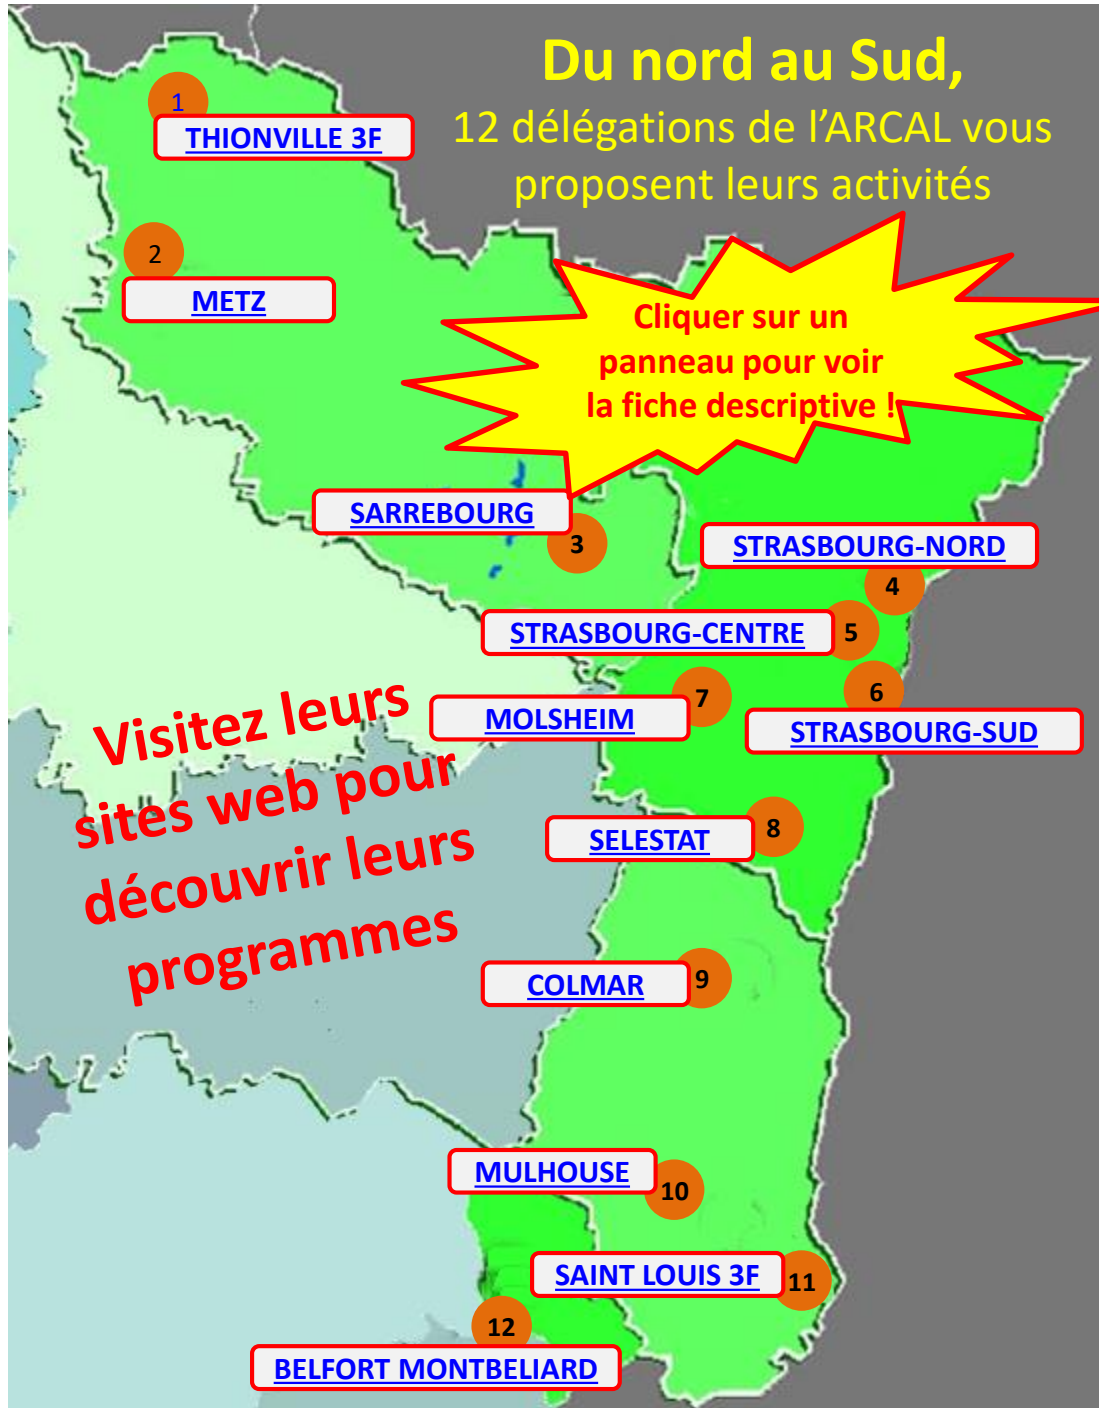 Du nord au Sud,
12 délégations de l’ARCAL vous
proposent leurs activités
1
THIONVILLE 3F
2
METZ
Cliquer sur un
panneau pour voir
la fiche descriptive !
SARREBOURG
3
STRASBOURG-NORD
4
STRASBOURG-CENTRE
5
6
STRASBOURG-SUD
7
MOLSHEIM
Visitez leurs
sites web pour
découvrir leurs
programmes
8
SELESTAT
COLMAR
9
MULHOUSE
10
SAINT LOUIS 3F
11
12
BELFORT MONTBELIARD